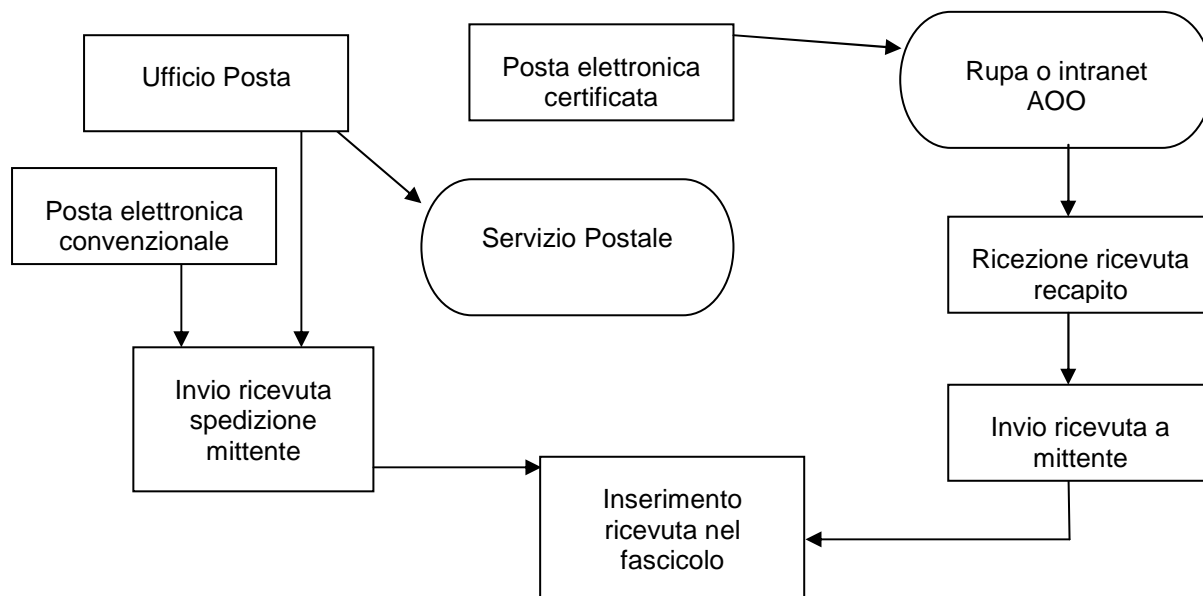 Ufficio Posta
Posta elettronica
certificata
Rupa o intranet
AOO
Posta elettronica
convenzionale
Servizio Postale
Ricezione ricevuta
recapito
Invio ricevuta
spedizione
mittente
Invio ricevuta a
mittente
Inserimento
ricevuta nel
fascicolo